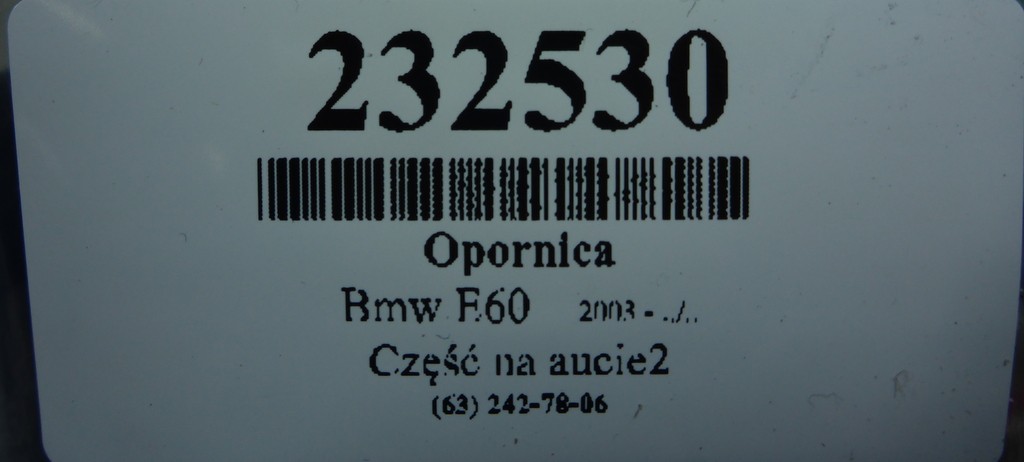 232530
Opornica
Bmw E60 2003 - ../..
Część na aucie2
(63) 242-78-06